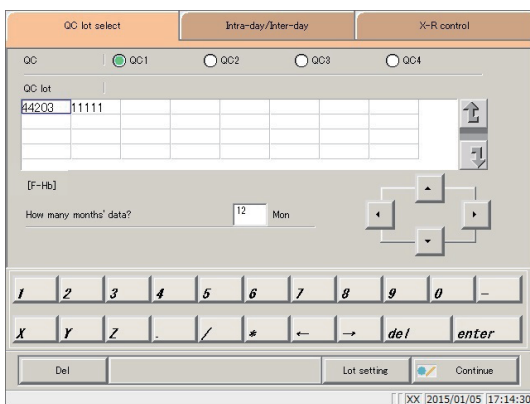 QC lot select Intra-day/Inter-day X-R control
QC QC1 QC2 QC3 QC4
QC lot
44203 11111
[F-Hb]
How many months' data? 12 Mon
1 2 3 4 5 6 7 8 9 0 -
X Y Z . / * ← → del enter
Del Lot setting Continue
XX 2015/01/05 17:14:30